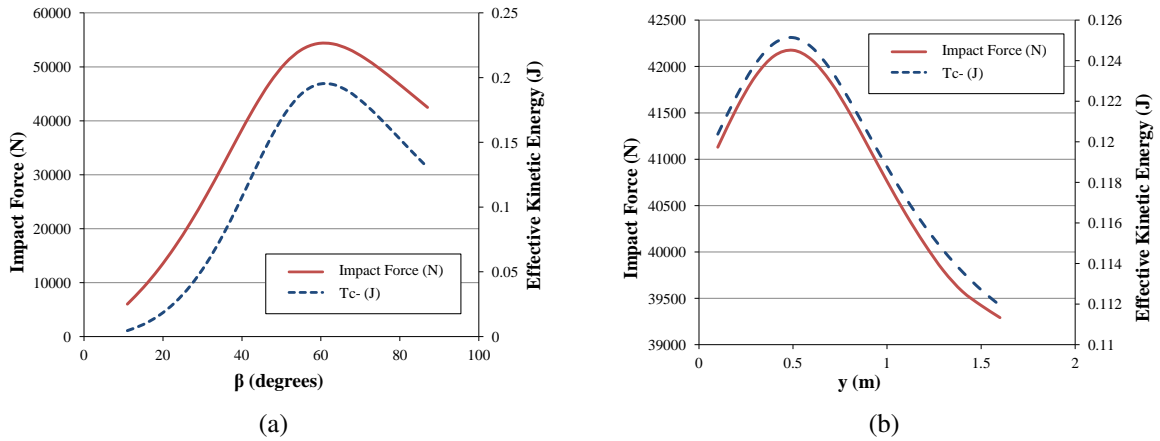 60000
50000
40000
30000
20000
10000
0
Impact Force (N)
0.25
0.2
0.15
0.1
0.05
0
Effective Kinetic Energy (J)
Impact Force (N)
Tc- (J)
0 20 40 60 80 100
β (degrees)
(a)
42500
42000
41500
41000
40500
40000
39500
39000
Impact Force (N)
0.126
0.124
0.122
0.12
0.118
0.116
0.114
0.112
0.11
Effective Kinetic Energy (J)
Impact Force (N)
Tc- (J)
0 0.5 1 1.5 2
y (m)
(b)